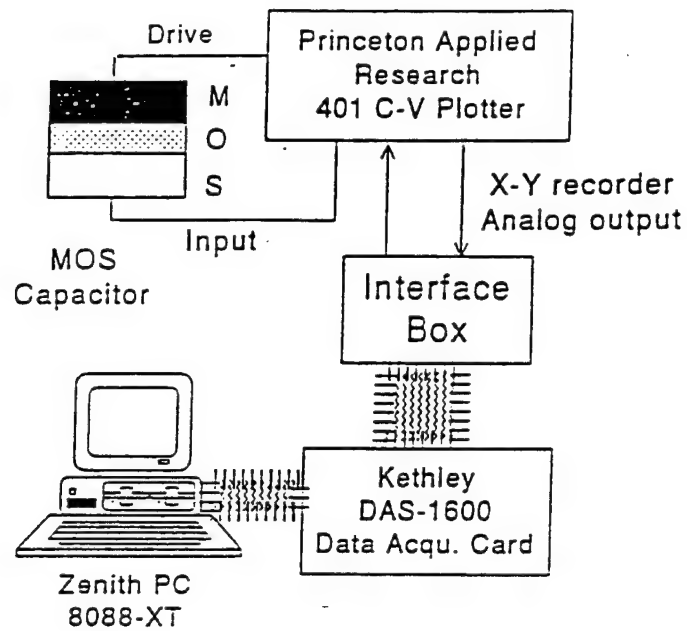 Drive
Princeton Applied
Research
401 C-V Plotter
M
O
S
Input
MOS
Capacitor
X-Y recorder
Analog output
Interface
Box
Kethley
DAS-1600
Data Acqu. Card
Zenith PC
8088-XT